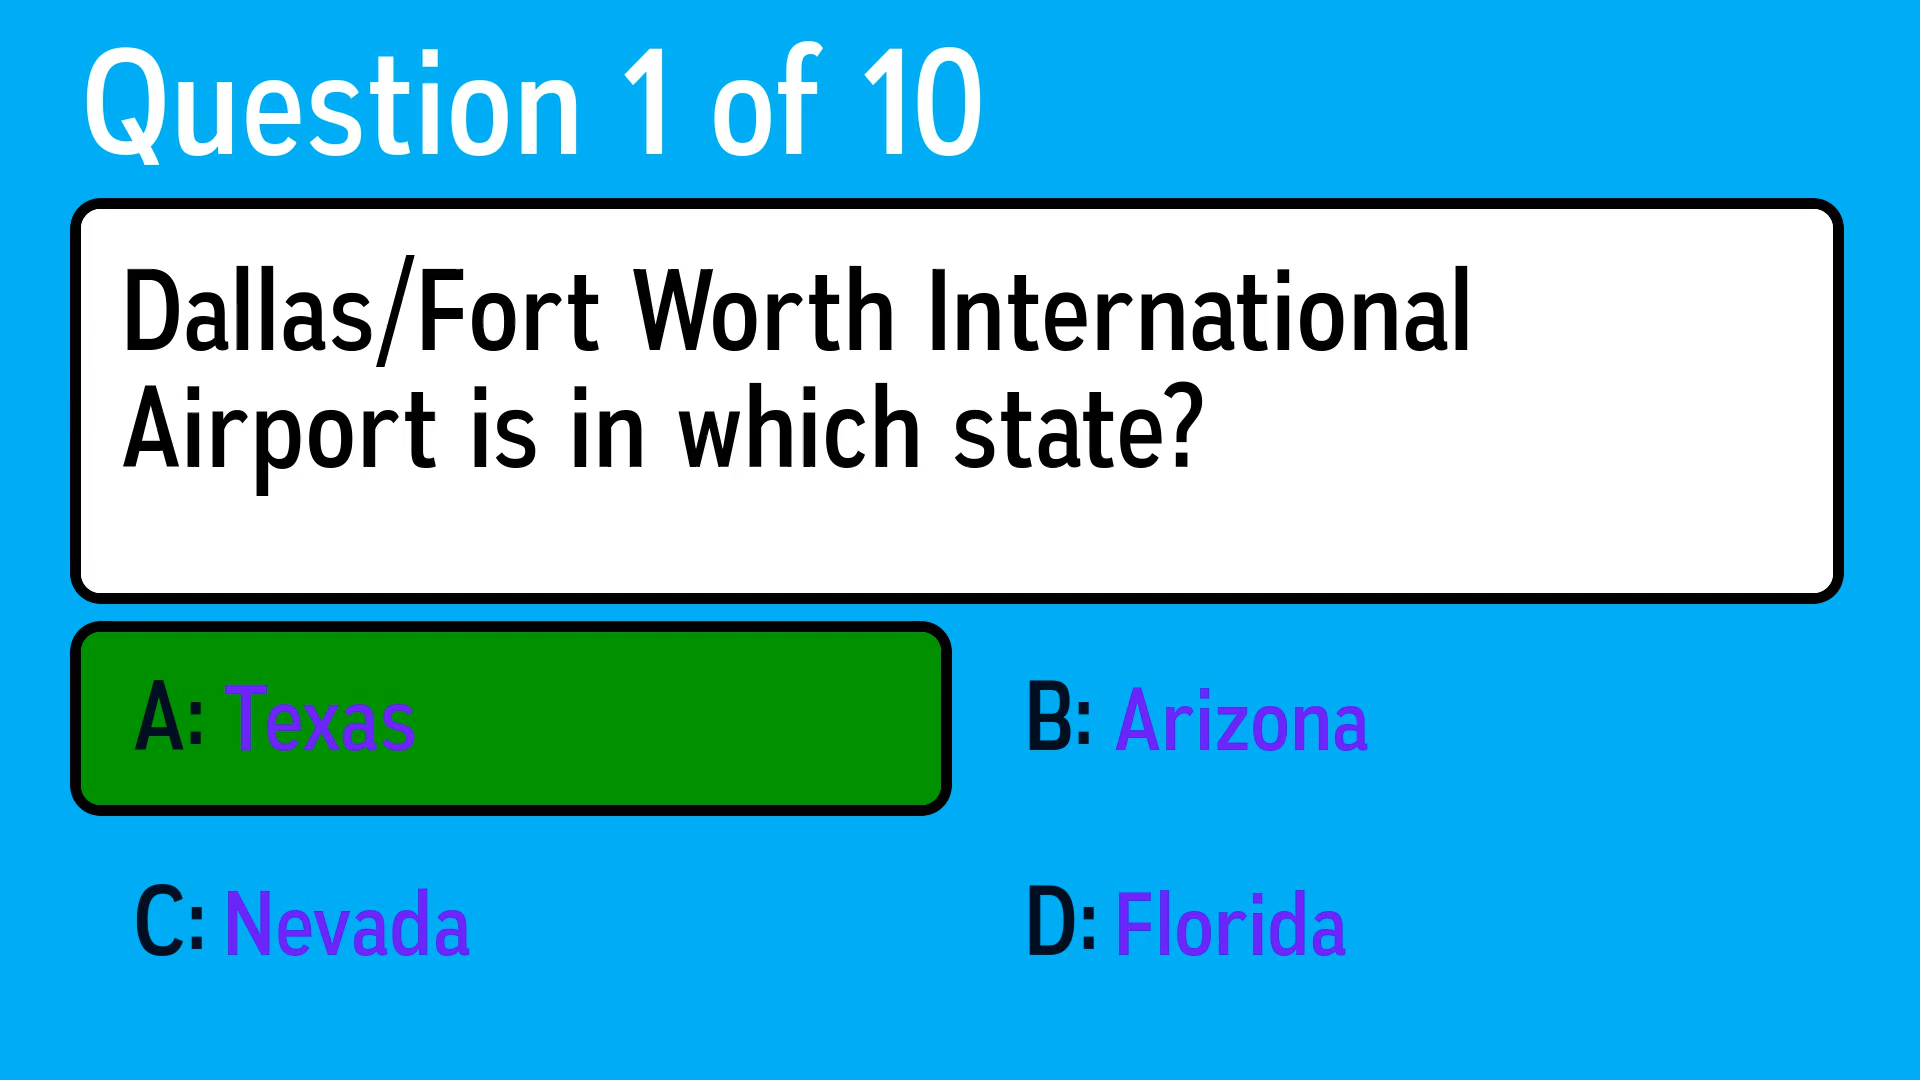 Question 1 of 10
Dallas/Fort Worth International
Airport is in which state?
A: Texas
B: Arizona
C: Nevada
D: Florida